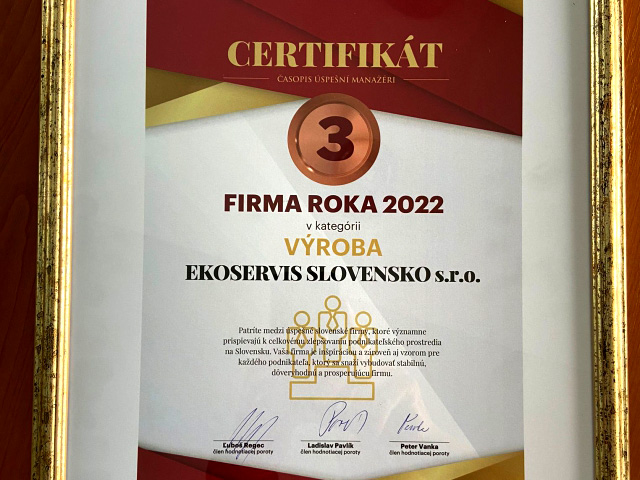 CERTIFIKÁT
ČASOPIS ÚSPEŠNÍ MANAŽÉRI
3
FIRMA ROKA 2022
v kategórii
VÝROBA
EKOSERVIS SLOVENSKO s.r.o.
Patríte medzi úspešné slovenské firmy, ktoré významne
prispievajú k celkovému zlepšovaniu podnikateľského prostredia
na Slovensku. Vaša firma je inšpiráciou a zároveň aj vzorom pre
každého podnikateľa, ktorý sa snaží vybudovať stabilnú,
dôveryhodnú a prosperujúcu firmu.
Ľuboš Regec
člen hodnotiacej poroty
Ladislav Pavlík
člen hodnotiacej poroty
Peter Vanka
člen hodnotiacej poroty